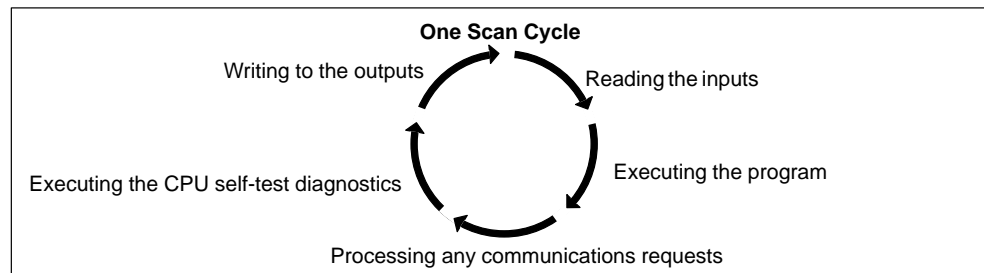 One Scan Cycle
Writing to the outputs
Reading the inputs
Executing the CPU self-test diagnostics
Executing the program
Processing any communications requests